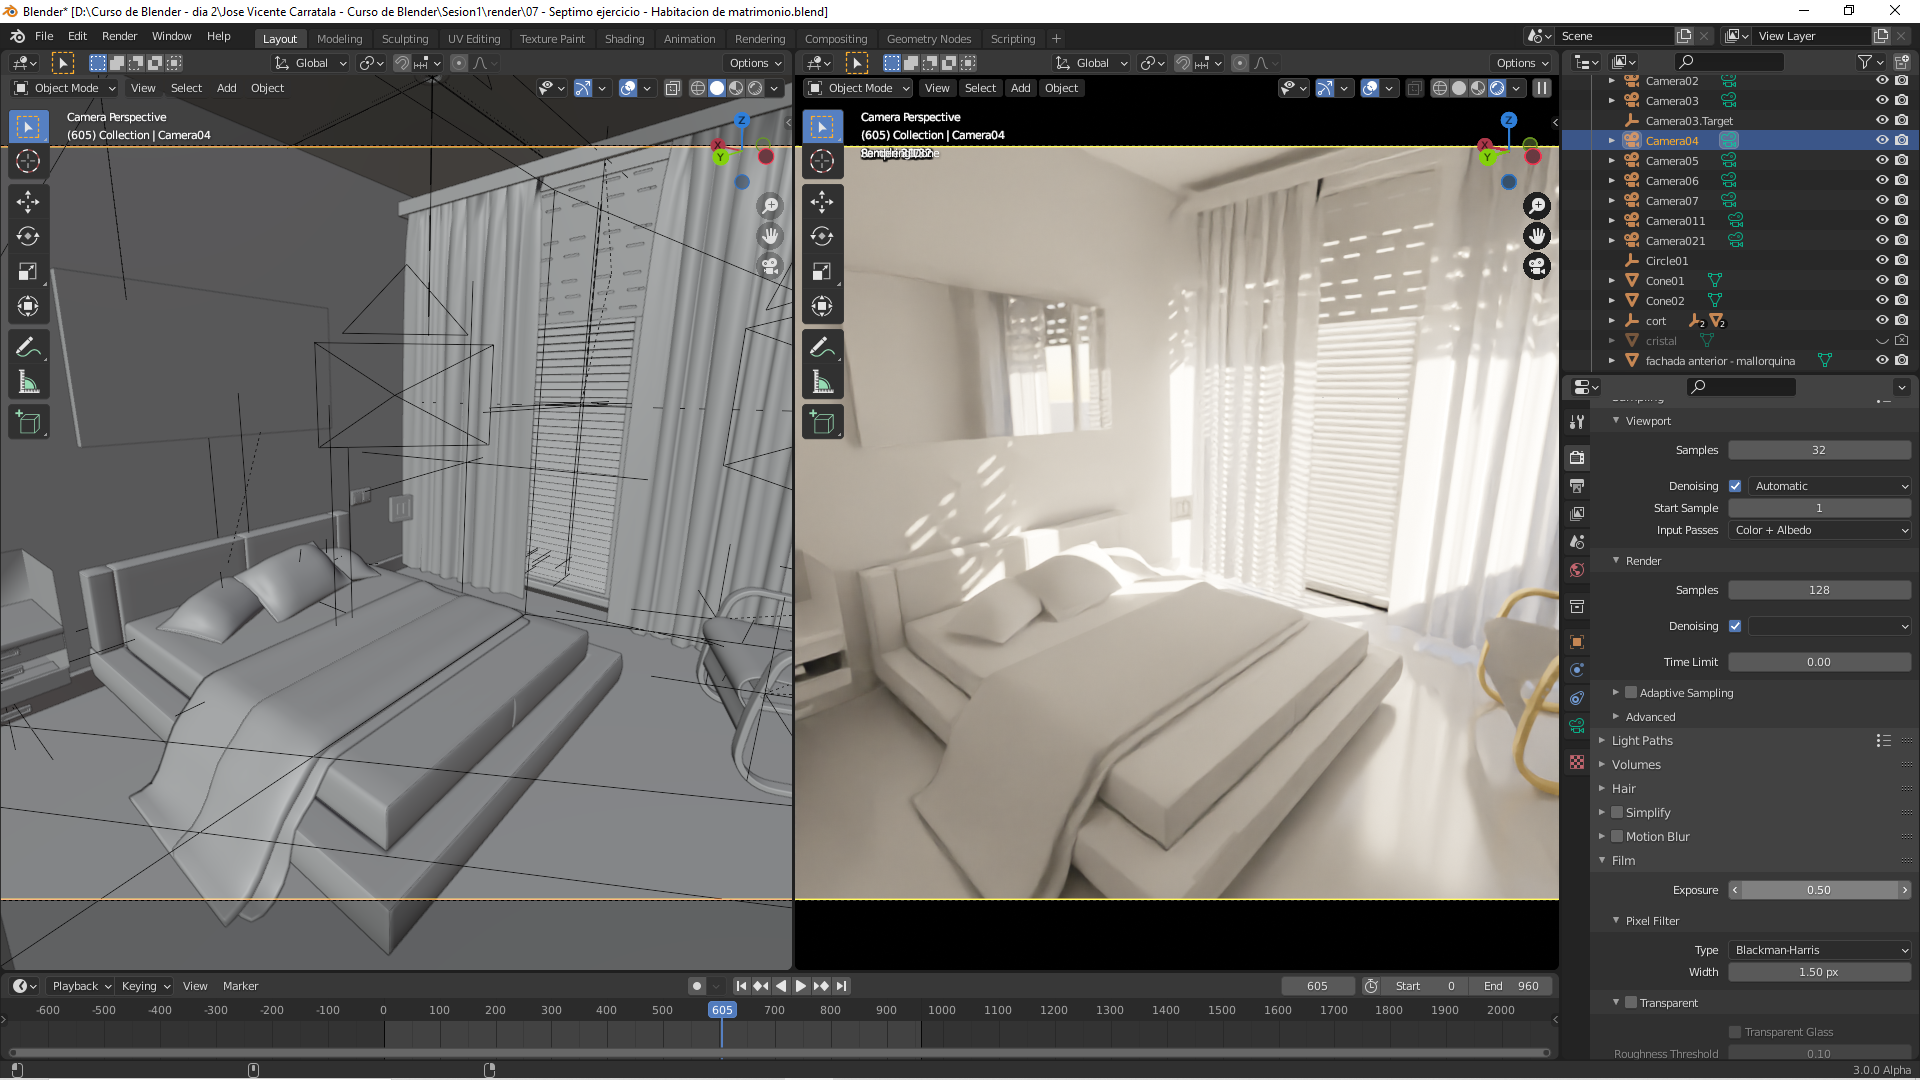 Blender* [D:\Curso de Blender - dia 2\Jose Vicente Carratala - Curso de Blender\Sesion1\render\07 - Septimo ejercicio - Habitacion de matrimonio.blend]
File Edit Render Window Help
Layout Modeling Sculpting UV Editing Texture Paint Shading Animation Rendering Compositing Geometry Nodes Scripting
Scene
View Layer
Global
Options
Global
Options
Object Mode View Select Add Object
Object Mode View Select Add Object
Camera Perspective
(605) Collection | Camera04
Camera Perspective
(605) Collection | Camera04
X Y Z
X Y Z
Camera02
Camera03
Camera03.Target
Camera04
Camera05
Camera06
Camera07
Camera011
Camera021
Circle01
Cone01
Cone02
cort 2 2
cristal
fachada anterior - mallorquina
Sampling
Viewport
Samples 32
Denoising Automatic
Start Sample 1
Input Passes Color + Albedo
Render
Samples 128
Denoising
Time Limit 0.00
Adaptive Sampling
Advanced
Light Paths
Volumes
Hair
Simplify
Motion Blur
Film
Exposure 0.50
Pixel Filter
Type Blackman-Harris
Width 1.50 px
Transparent
Transparent Glass
Roughness Threshold 0.10
Playback Keying View Marker
605 Start 0 End 960
-600 -500 -400 -300 -200 -100 0 100 200 300 400 500 605 700 800 900 1000 1100 1200 1300 1400 1500 1600 1700 1800 1900 2000
3.0.0 Alpha